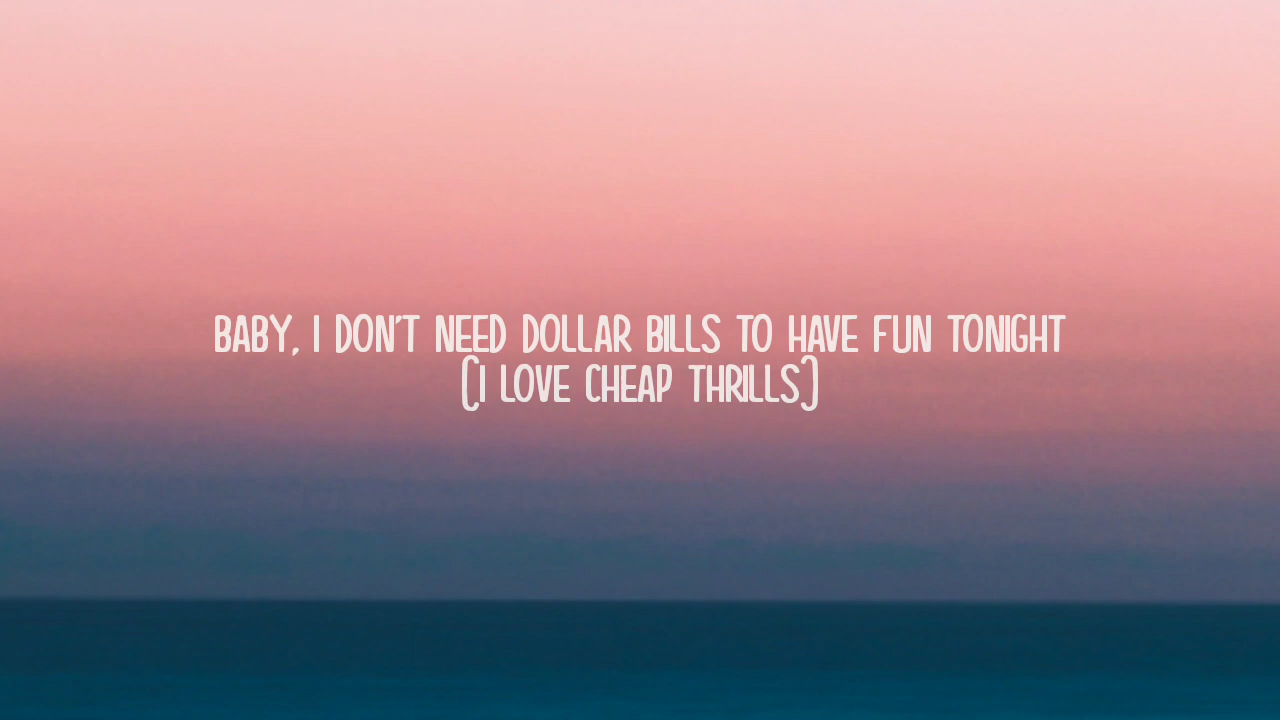 BABY, I DON'T NEED DOLLAR BILLS TO HAVE FUN TONIGHT
(I LOVE CHEAP THRILLS)